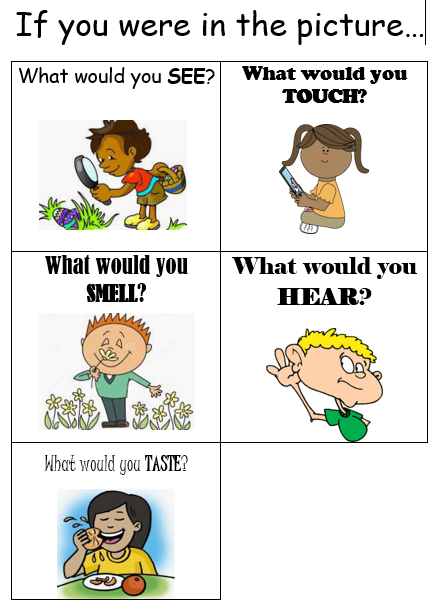 If you were in the picture...
What would you SEE?
What would you
TOUCH?
What would you
SMELL?
What would you
HEAR?
What would you TASTE?